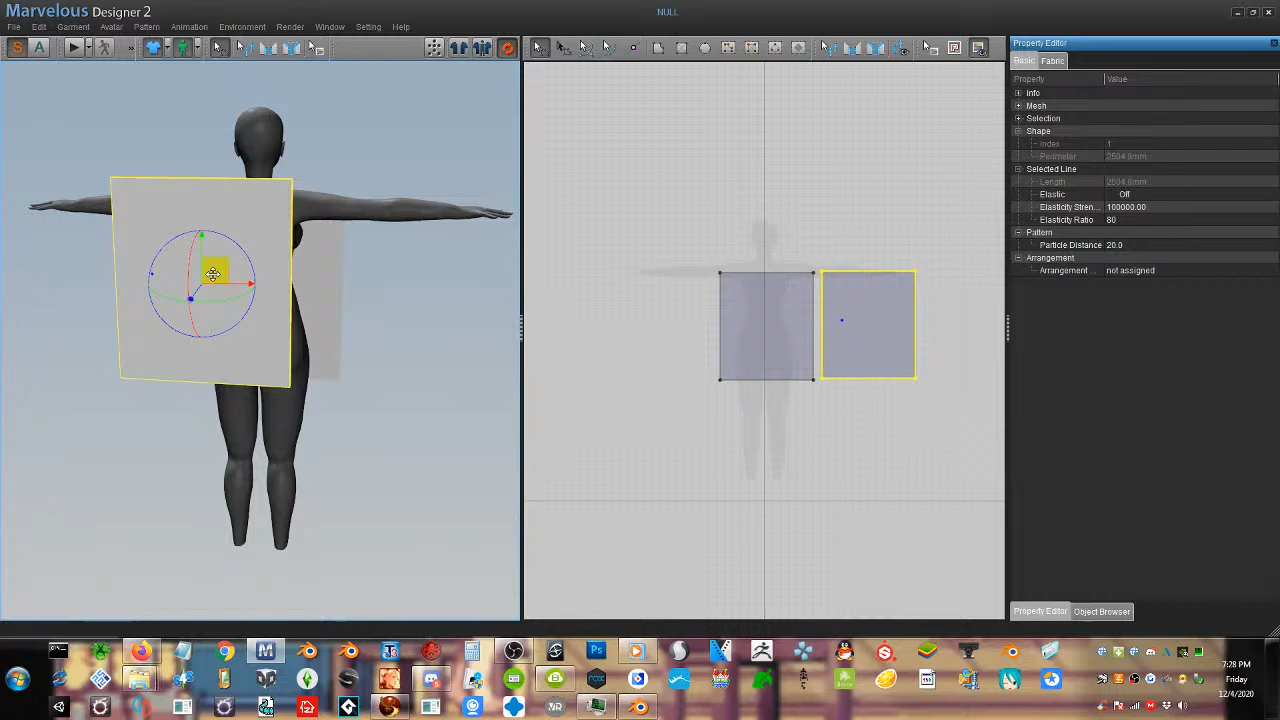 Marvelous Designer 2
NULL
File Edit Garment Avatar Pattern Animation Environment Render Window Setting Help
S A
Property Editor
Basic Fabric
Property Value
Info
Mesh
Selection
Shape
Index 1
Perimeter 2504.9mm
Selected Line
Length 2504.9mm
Elastic Off
Elasticity Stren... 100000.00
Elasticity Ratio 80
Pattern
Particle Distance 20.0
Arrangement
Arrangement ... not assigned
Property Editor Object Browser
7:28 PM
Friday
12/4/2020